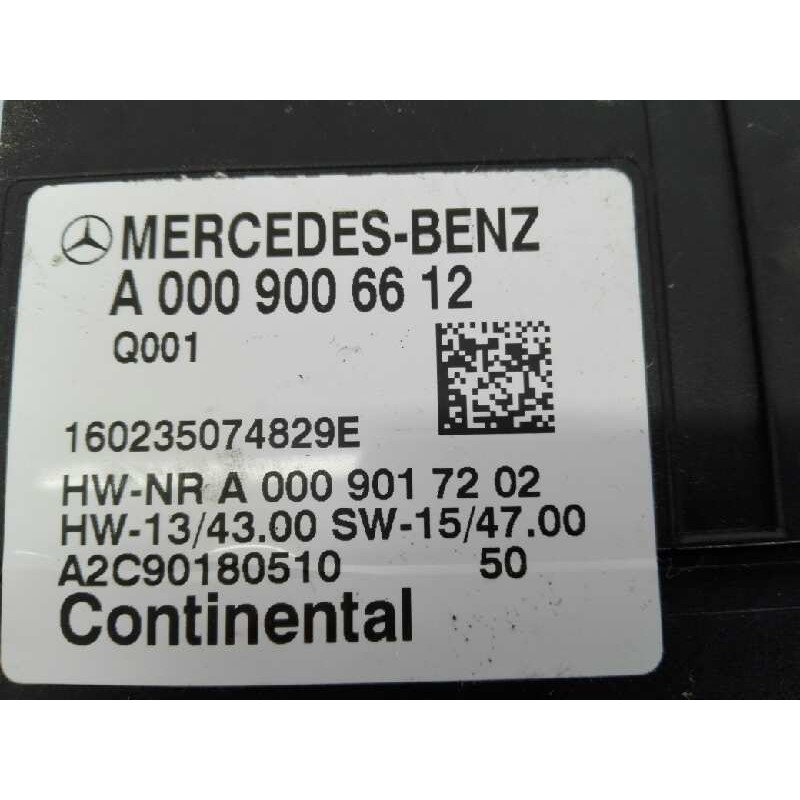 MERCEDES-BENZ
A 000 900 66 12
Q001
160235074829E
HW-NR A 000 901 72 02
HW-13/43.00 SW-15/47.00
A2C90180510 50
Continental